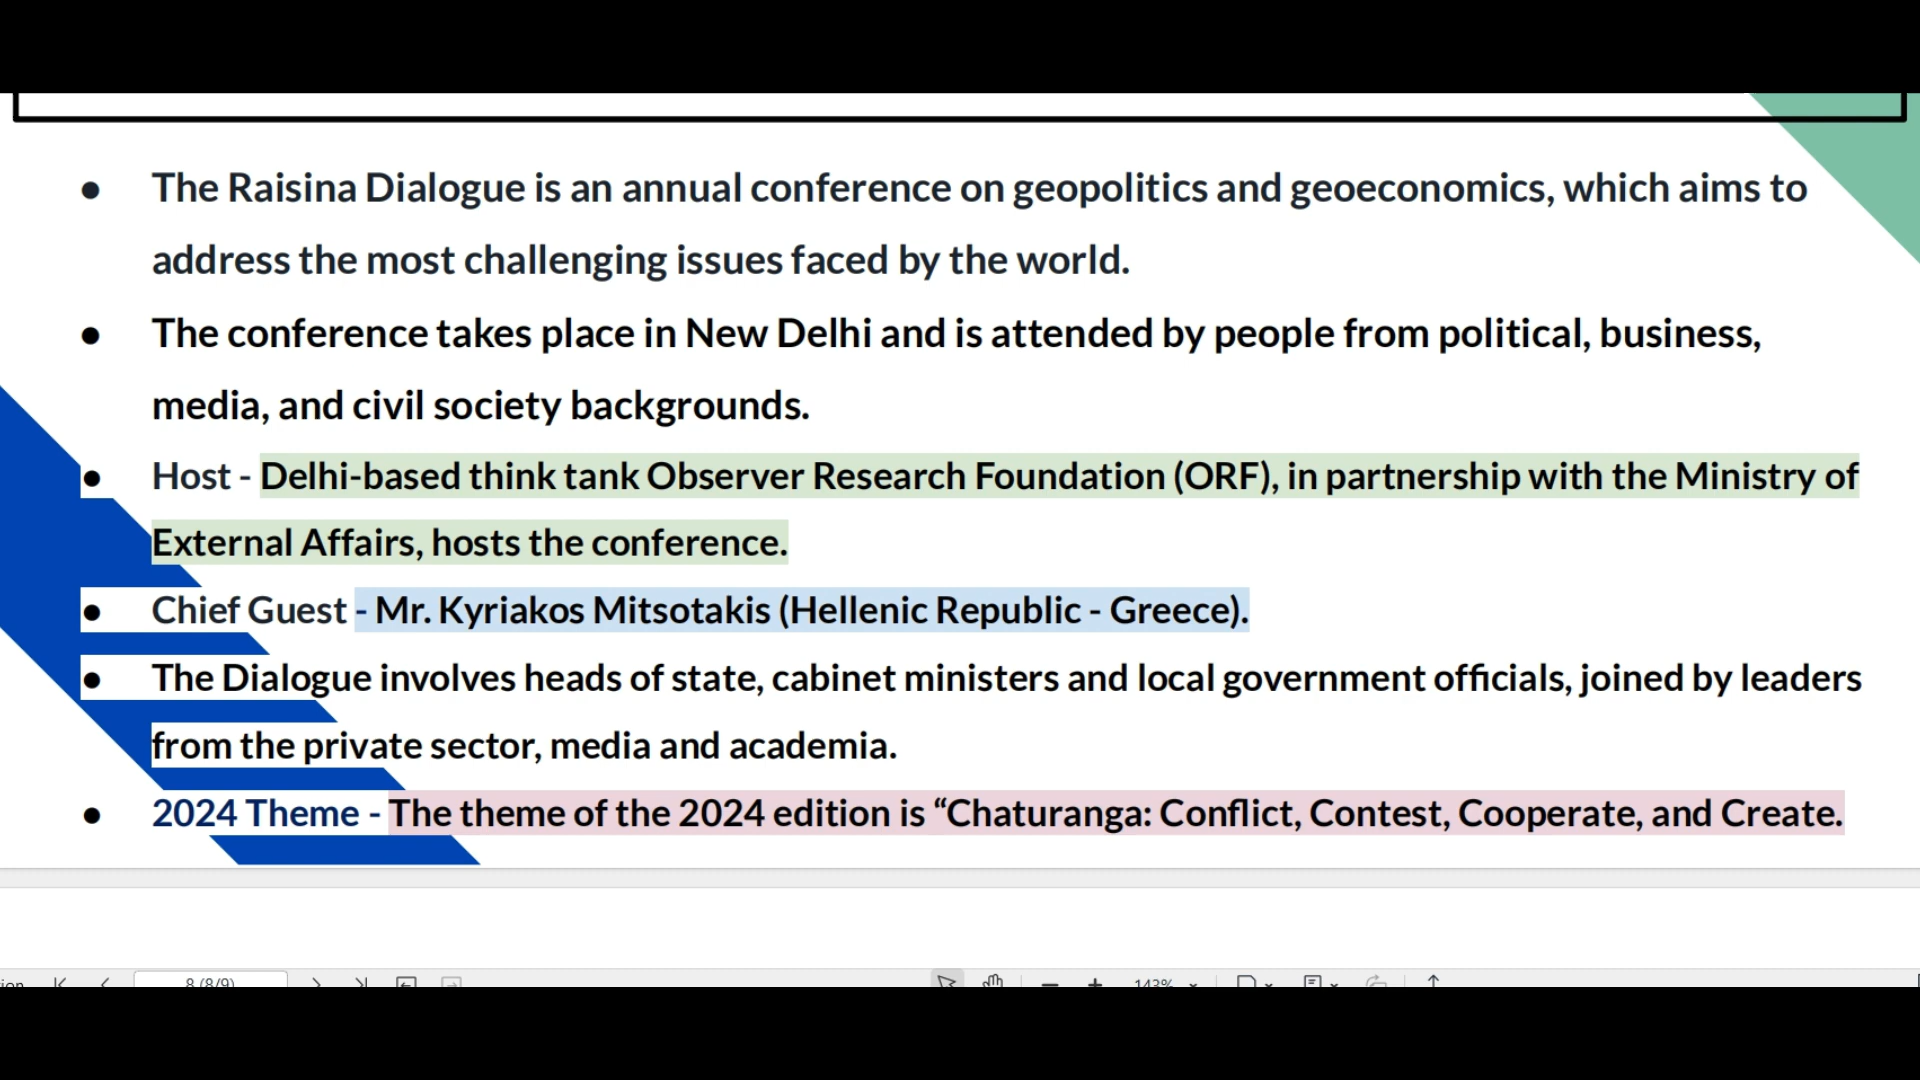 ● The Raisina Dialogue is an annual conference on geopolitics and geoeconomics, which aims to
address the most challenging issues faced by the world.
● The conference takes place in New Delhi and is attended by people from political, business,
media, and civil society backgrounds.
● Host - Delhi-based think tank Observer Research Foundation (ORF), in partnership with the Ministry of
External Affairs, hosts the conference.
● Chief Guest - Mr. Kyriakos Mitsotakis (Hellenic Republic - Greece).
● The Dialogue involves heads of state, cabinet ministers and local government officials, joined by leaders
from the private sector, media and academia.
● 2024 Theme - The theme of the 2024 edition is “Chaturanga: Conflict, Contest, Cooperate, and Create.
8 (8/9) 143%